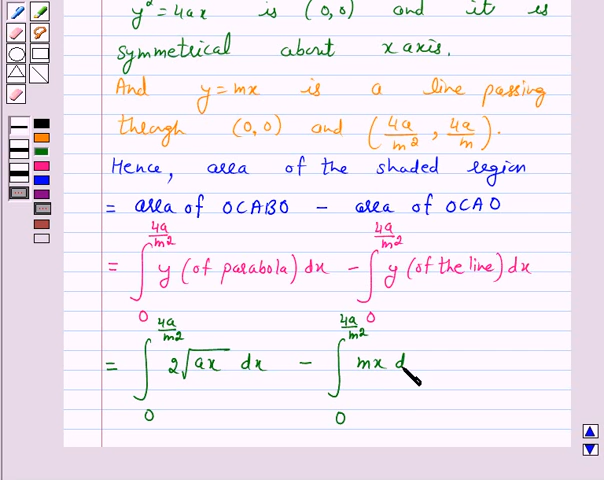 y² = 4ax is (0,0) and it is
symmetrical about x axis.
And y = mx is a line passing
through (0,0) and (4a/m², 4a/m).
Hence, area of the shaded region
= area of OCABO – area of OCAO
= ∫₀^(4a/m²) y (of parabola) dx – ∫₀^(4a/m²) y (of the line) dx
= ∫₀^(4a/m²) 2√(ax) dx – ∫₀^(4a/m²) mx d